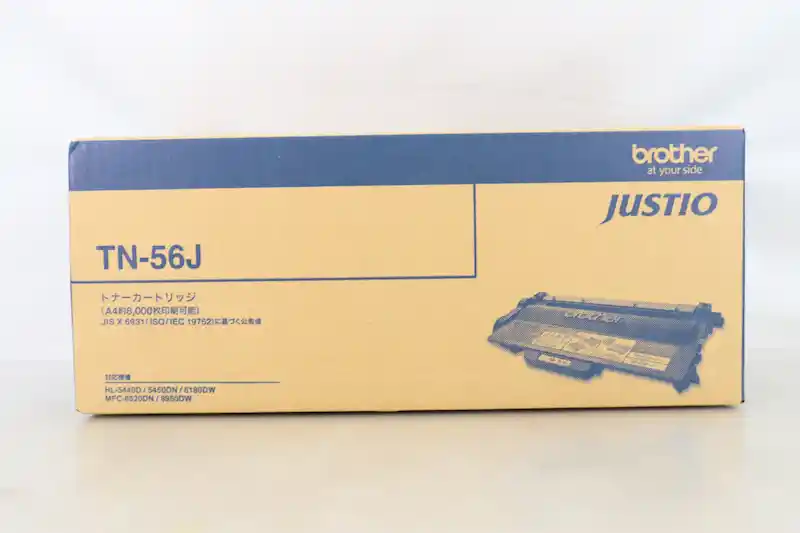 brother
at your side
JUSTIO
TN-56J
トナーカートリッジ
(A4約8,000枚印刷可能)
JIS X 6931(ISO/IEC 19752)に基づく公表値
brother
対応機種
HL-5440D / 5450DN / 6180DW
MFC-8520DN / 8950DW